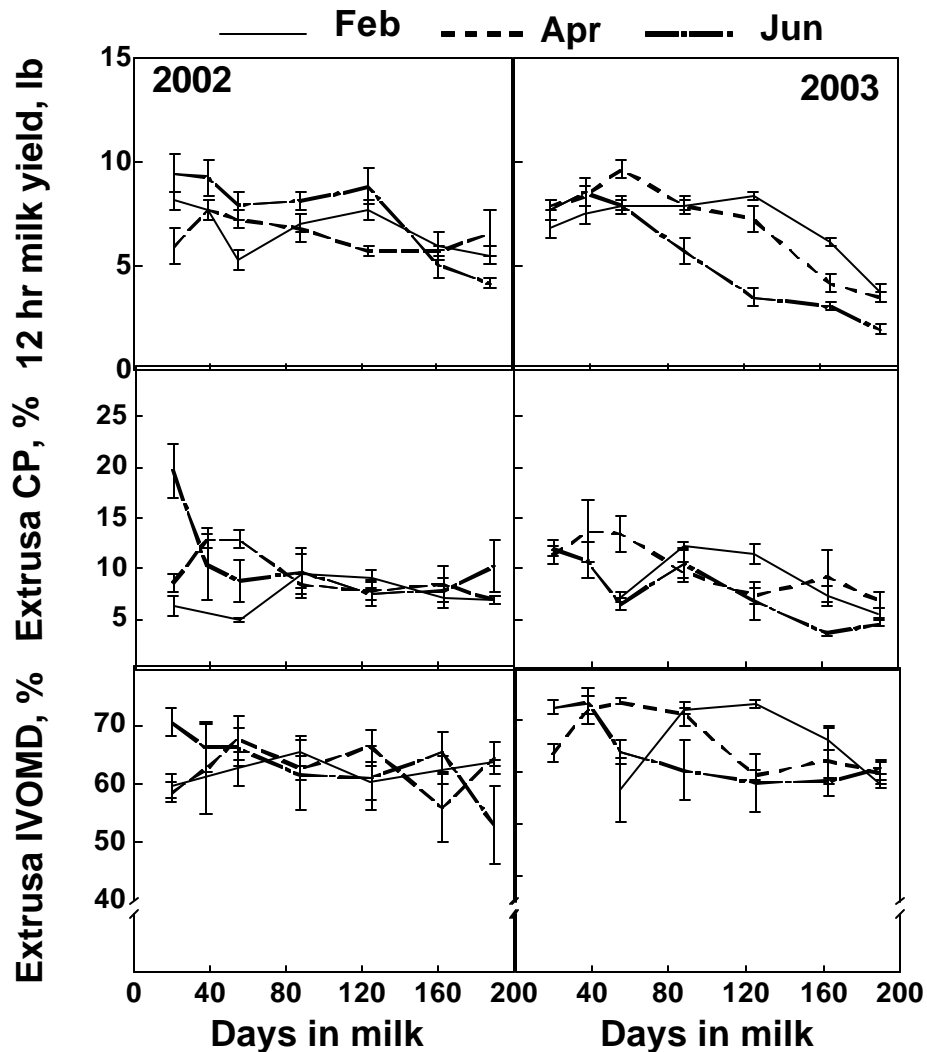 Feb Apr Jun
12 hr milk yield, lb
15
10
5
0
2002
2003
Extrusa CP, %
25
20
15
10
5
Extrusa IVOMD, %
70
60
50
40
0 40 80 120 160 200 40 80 120 160 200
Days in milk Days in milk